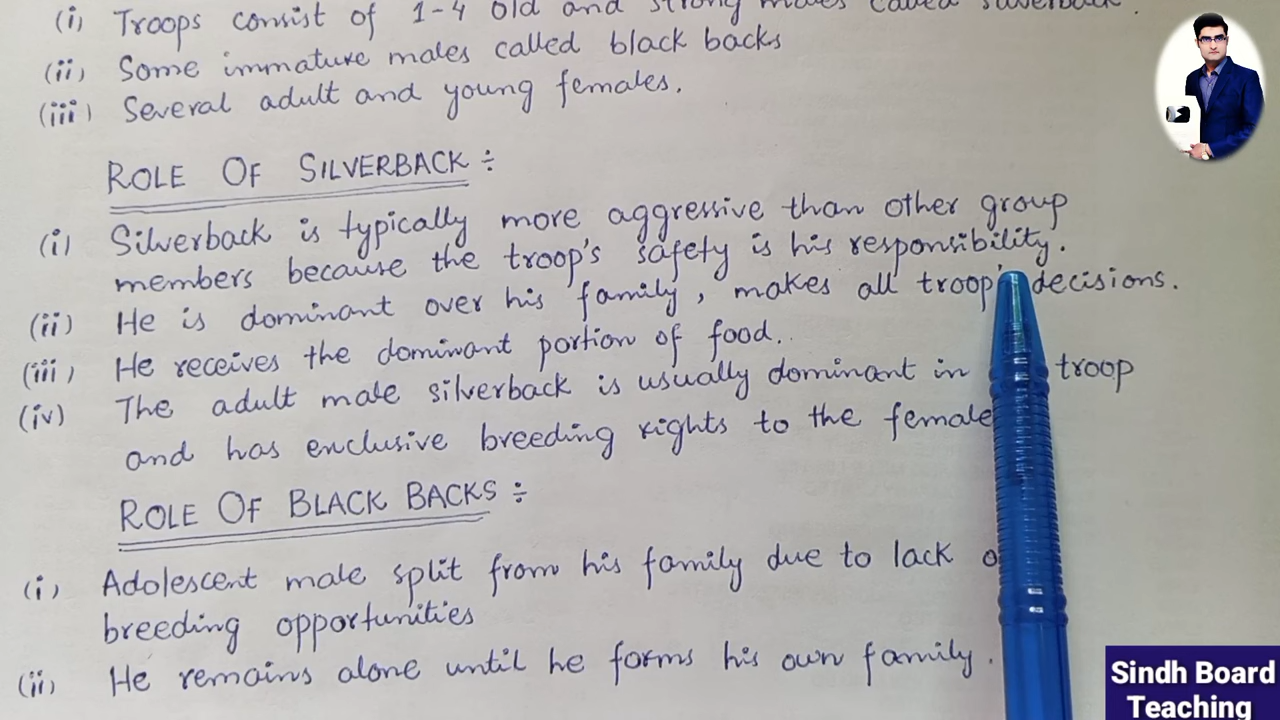 (i) Troops consist of 1-4 old and strong males called silverback.
(ii) Some immature males called black backs
(iii) Several adult and young females.
ROLE OF SILVERBACK ÷
(i) Silverback is typically more aggressive than other group
members because the troop's safety is his responsibility.
(ii) He is dominant over his family, makes all troop' decisions.
(iii) He receives the dominant portion of food.
(iv) The adult male silverback is usually dominant in troop
and has exclusive breeding rights to the female
ROLE OF BLACK BACKS ÷
(i) Adolescent male split from his family due to lack o
breeding opportunities
(ii) He remains alone until he forms his own family.
Sindh Board
Teaching